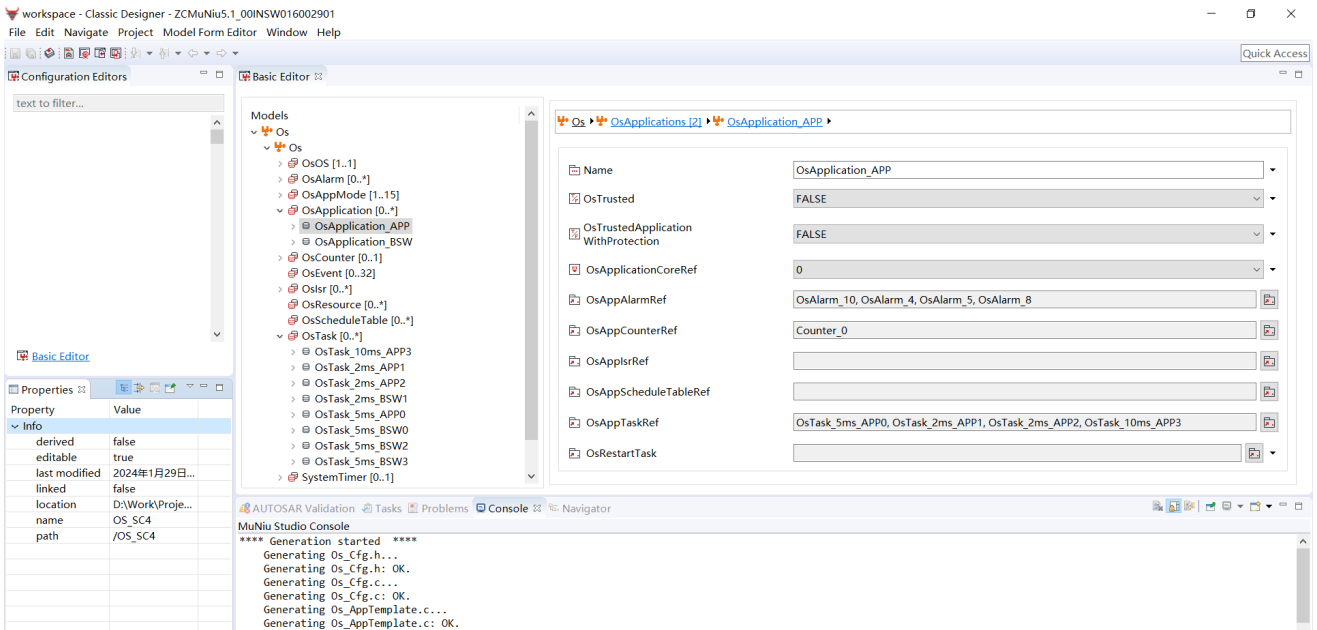 workspace - Classic Designer - ZCMuNiu5.1_00INSW016002901
File Edit Navigate Project Model Form Editor Window Help
Quick Access
Configuration Editors
text to filter...
Basic Editor
Properties
Property Value
Info
derived false
editable true
last modified 2024年1月29日...
linked false
location D:\Work\Proje...
name OS_SC4
path /OS_SC4
Basic Editor
Models
Os
Os
OsOS [1..1]
OsAlarm [0..*]
OsAppMode [1..15]
OsApplication [0..*]
OsApplication_APP
OsApplication_BSW
OsCounter [0..1]
OsEvent [0..32]
OsIsr [0..*]
OsResource [0..*]
OsScheduleTable [0..*]
OsTask [0..*]
OsTask_10ms_APP3
OsTask_2ms_APP1
OsTask_2ms_APP2
OsTask_2ms_BSW1
OsTask_5ms_APP0
OsTask_5ms_BSW0
OsTask_5ms_BSW2
OsTask_5ms_BSW3
SystemTimer [0..1]
Os OsApplications [2] OsApplication_APP
Name OsApplication_APP
OsTrusted FALSE
OsTrustedApplication
WithProtection FALSE
OsApplicationCoreRef 0
OsAppAlarmRef OsAlarm_10, OsAlarm_4, OsAlarm_5, OsAlarm_8
OsAppCounterRef Counter_0
OsAppIsrRef
OsAppScheduleTableRef
OsAppTaskRef OsTask_5ms_APP0, OsTask_2ms_APP1, OsTask_2ms_APP2, OsTask_10ms_APP3
OsRestartTask
AUTOSAR Validation Tasks Problems Console Navigator
MuNiu Studio Console
**** Generation started ****
Generating Os_Cfg.h...
Generating Os_Cfg.h: OK.
Generating Os_Cfg.c...
Generating Os_Cfg.c: OK.
Generating Os_AppTemplate.c...
Generating Os_AppTemplate.c: OK.